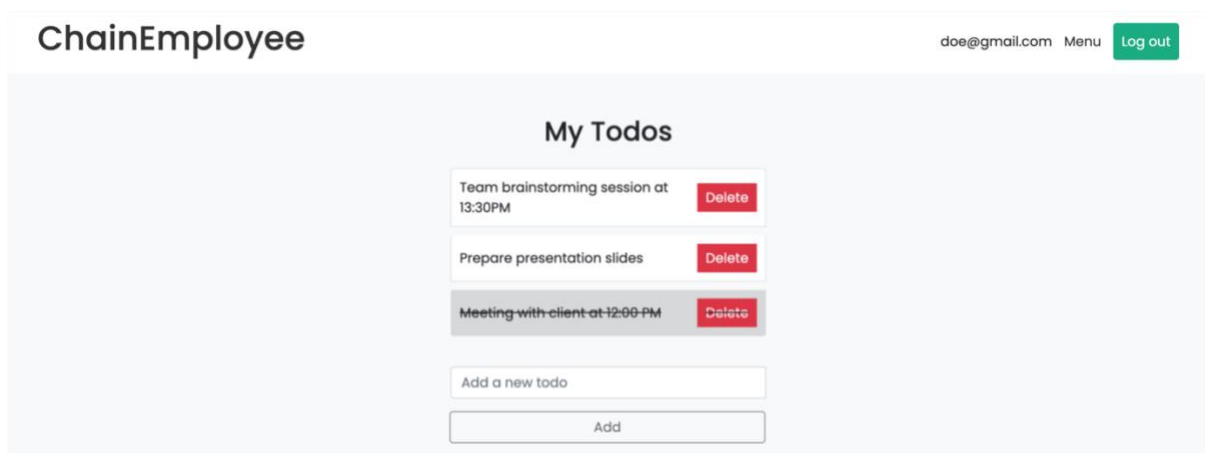 ChainEmployee
doe@gmail.com Menu Log out
My Todos
Team brainstorming session at
13:30PM
Delete
Prepare presentation slides
Delete
Meeting with client at 12:00 PM
Delete
Add a new todo
Add